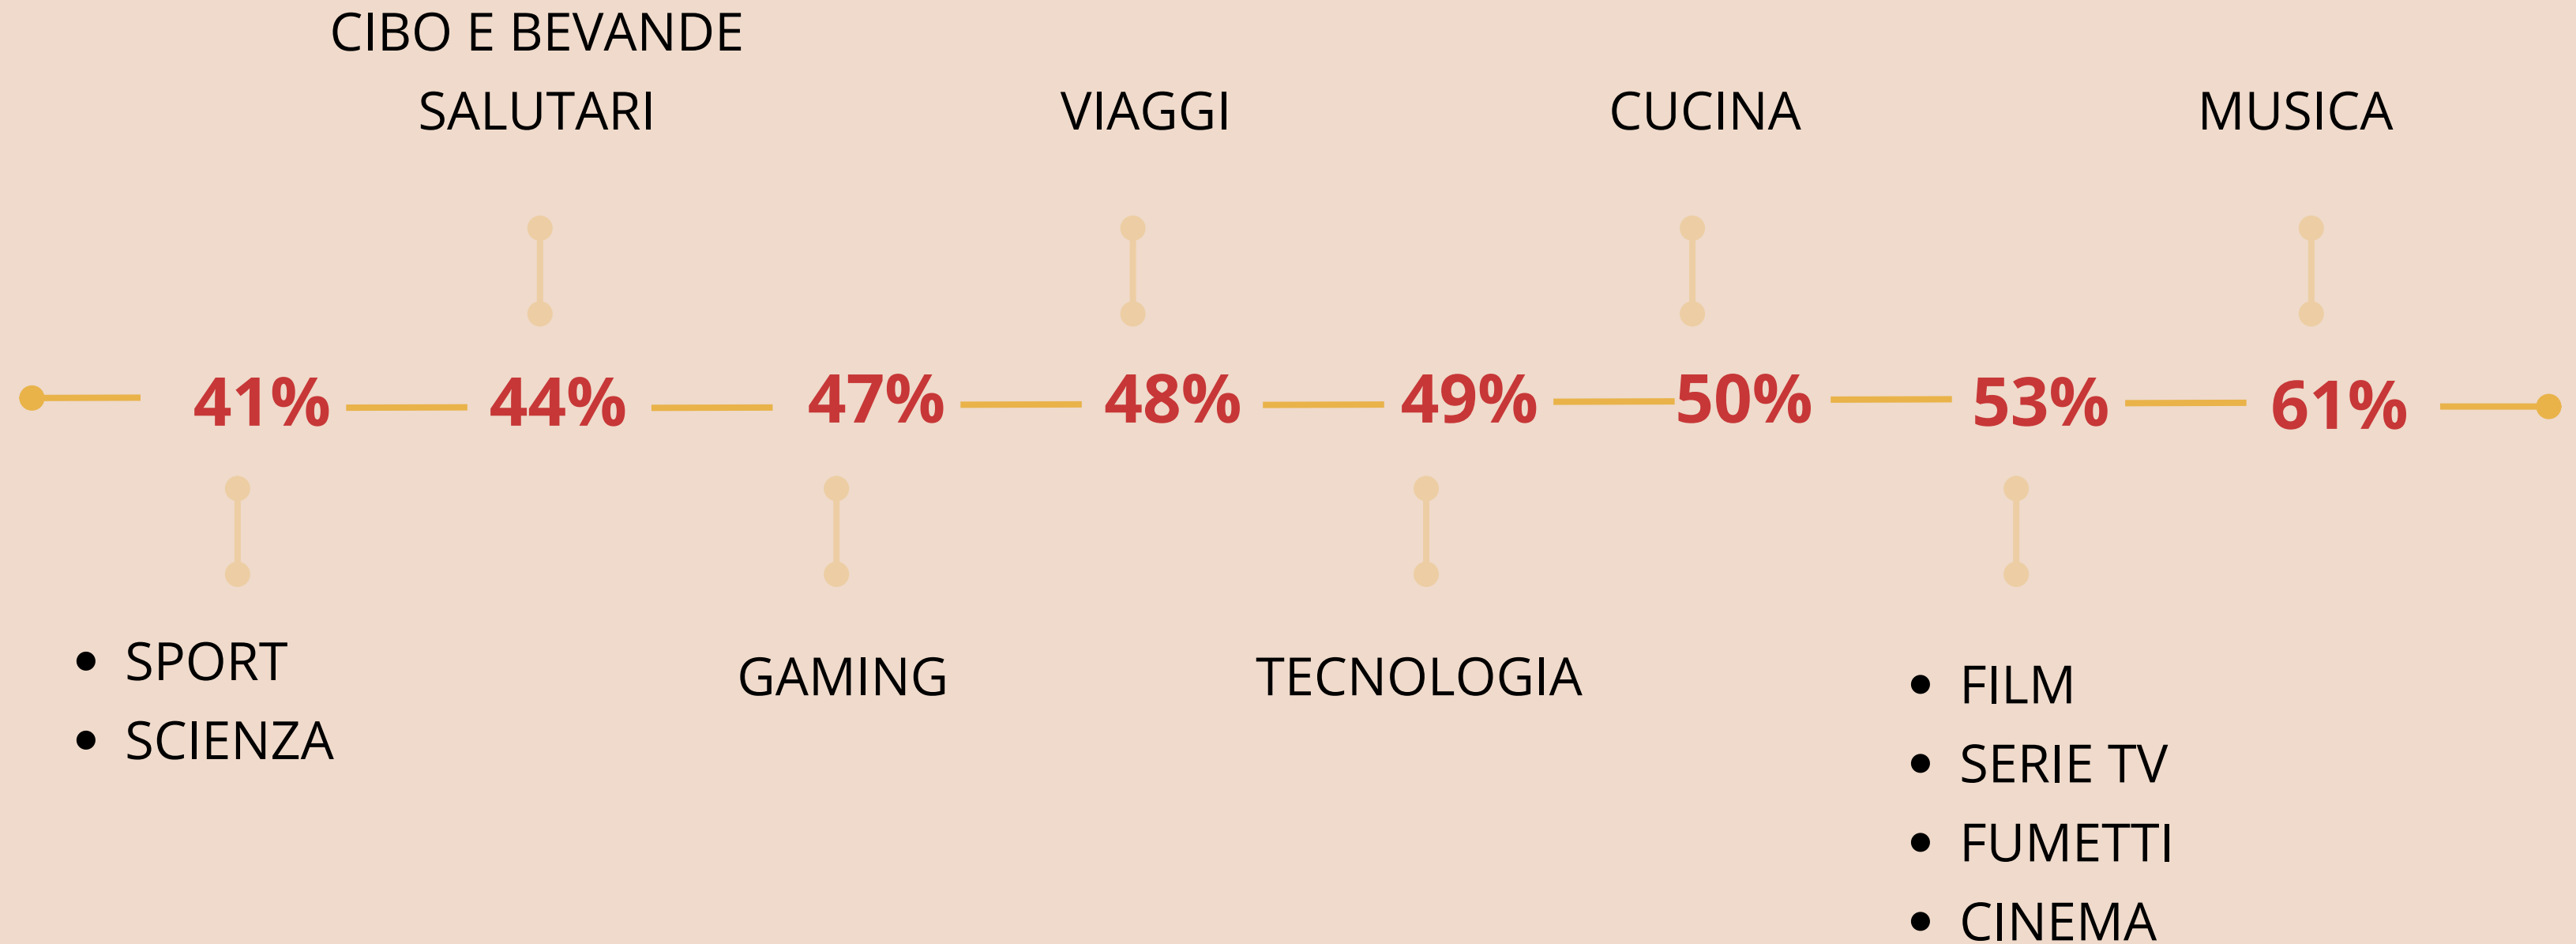 CIBO E BEVANDE
SALUTARI
VIAGGI
CUCINA
MUSICA
41%
44%
47%
48%
49%
50%
53%
61%
• SPORT
• SCIENZA
GAMING
TECNOLOGIA
• FILM
• SERIE TV
• FUMETTI
• CINEMA